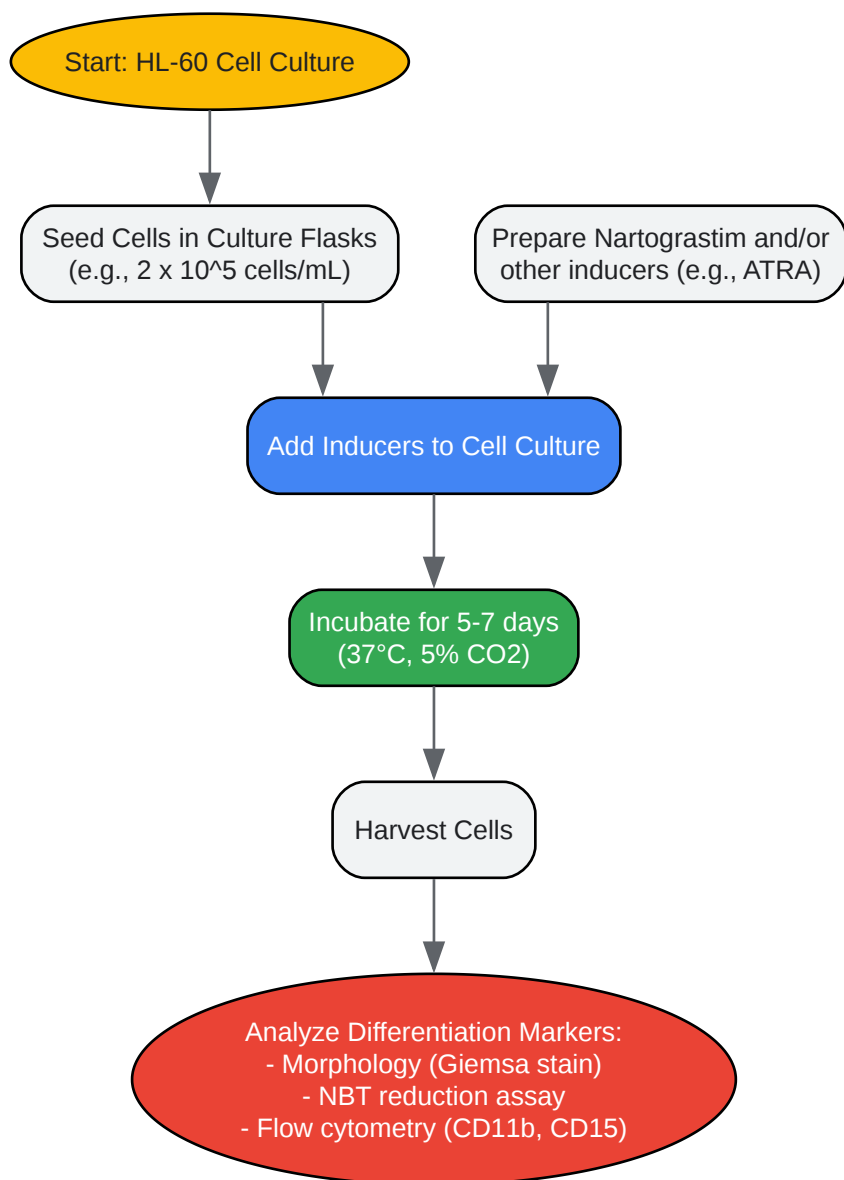 Start: HL-60 Cell Culture
Seed Cells in Culture Flasks
(e.g., 2 x 10^5 cells/mL)
Prepare Nartograstim and/or
other inducers (e.g., ATRA)
Add Inducers to Cell Culture
Incubate for 5-7 days
(37°C, 5% CO2)
Harvest Cells
Analyze Differentiation Markers:
- Morphology (Giemsa stain)
- NBT reduction assay
- Flow cytometry (CD11b, CD15)